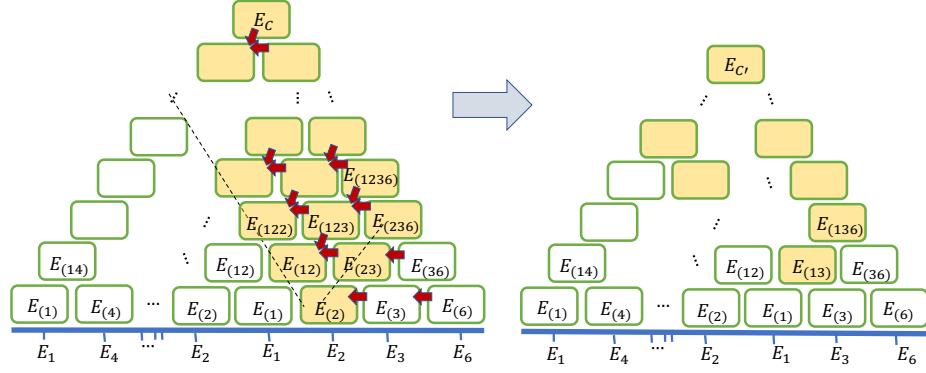 E_C
E_(1236)
E_(122) E_(123) E_(236)
E_(14) ⋱ E_(12) E_(12) E_(23) E_(36)
E_(1) E_(4) ... E_(2) E_(1) E_(2) E_(3) E_(6)
E_1 E_4 ... E_2 E_1 E_2 E_3 E_6
E_C'
E_(136)
E_(14) ⋱ E_(12) E_(13) E_(36)
E_(1) E_(4) ... E_(2) E_(1) E_(3) E_(6)
E_1 E_4 ... E_2 E_1 E_3 E_6